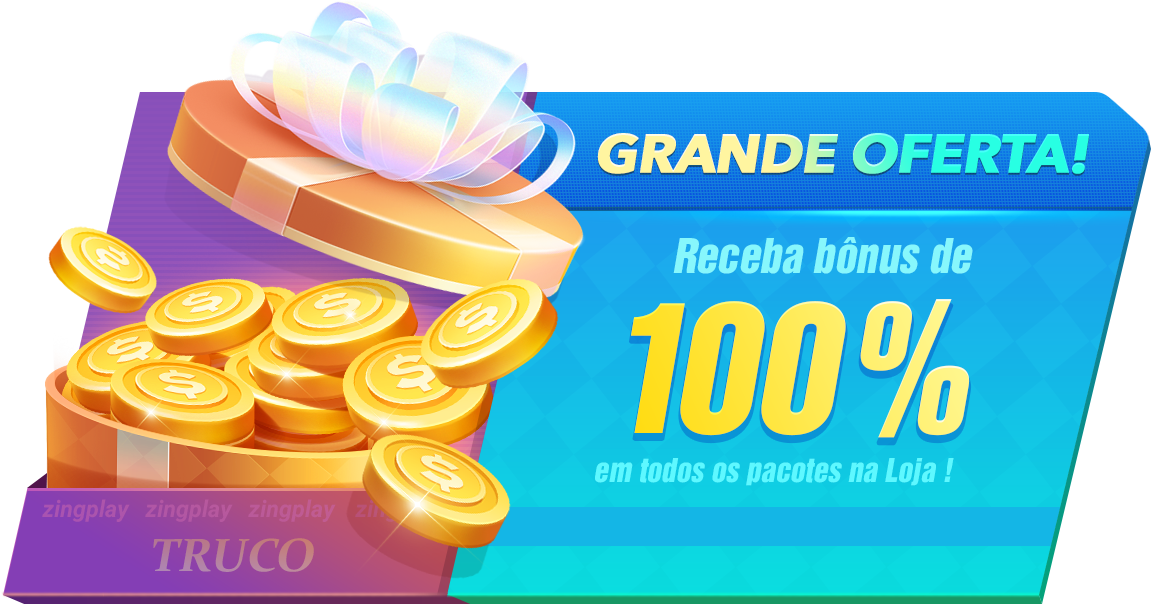 GRANDE OFERTA!
Receba bônus de
100%
em todos os pacotes na Loja !
zingplay zingplay zingplay
TRUCO